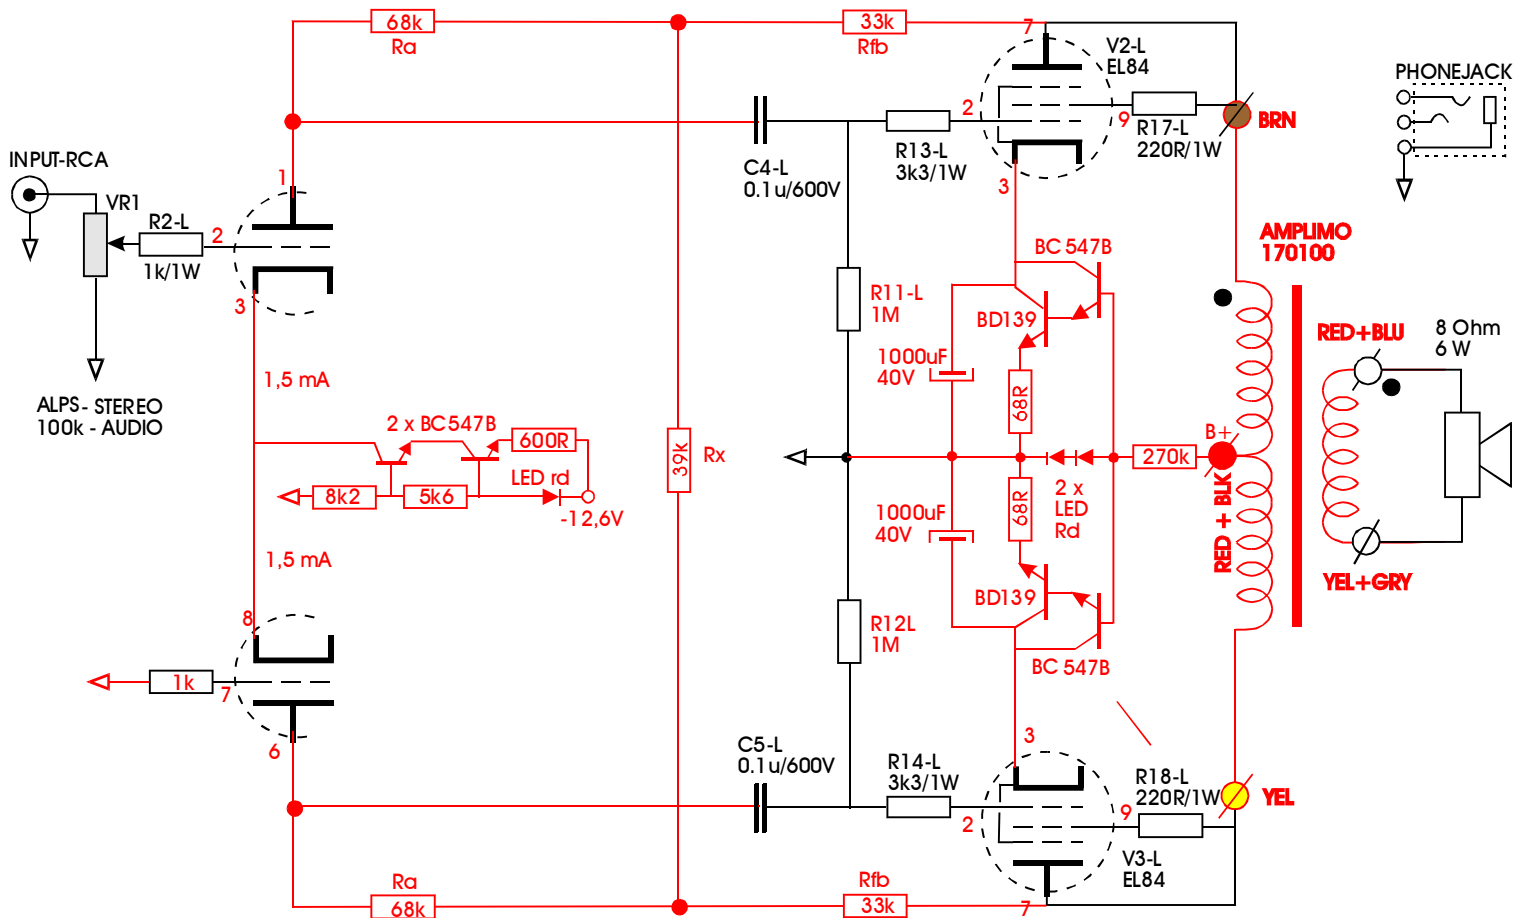 68k
Ra
33k
Rfb
7
V2-L
EL84
PHONEJACK
2
9
R13-L
3k3/1W
R17-L
220R/1W
BRN
C4-L
0.1u/600V
3
INPUT-RCA
VR1
R2-L
1k/1W
1
2
3
BC 547B
AMPLIMO
170100
R11-L
1M
BD139
1000uF
40V
68R
RED+BLU
8 Ohm
6 W
1,5 mA
ALPS - STEREO
100k - AUDIO
2 x BC 547B
600R
LED rd
8k2
5k6
-12,6V
39k
Rx
B+
270k
2 x
LED
Rd
68R
1000uF
40V
RED + BLK
YEL+GRY
1,5 mA
BD139
R12L
1M
BC 547B
8
1k
7
6
3
C5-L
0.1u/600V
R14-L
3k3/1W
R18-L
220R/1W
YEL
2
9
V3-L
EL84
Ra
68k
Rfb
33k
7